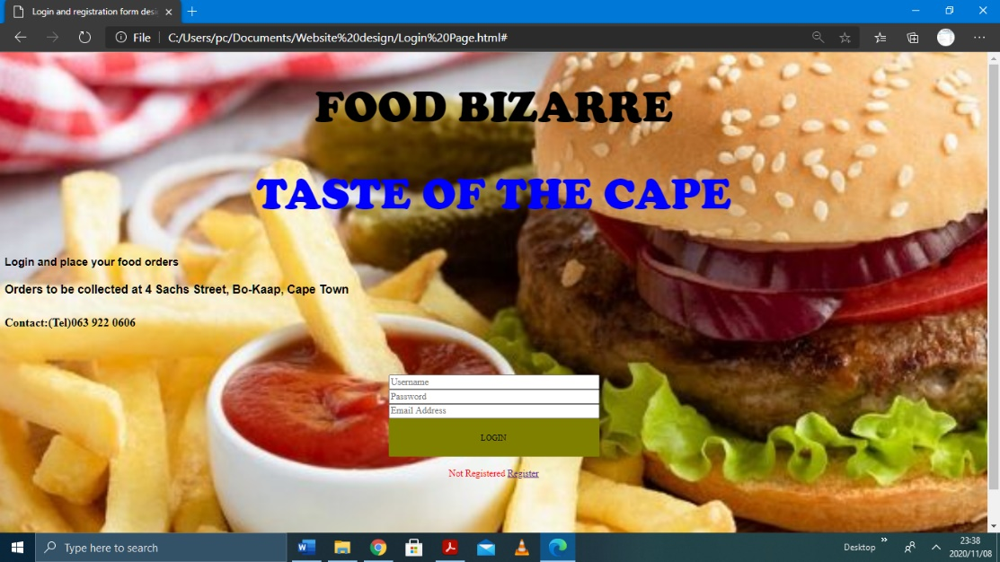 Login and registration form desi
File
C:/Users/pc/Documents/Website%20design/Login%20Page.html#
FOOD BIZARRE
TASTE OF THE CAPE
Login and place your food orders
Orders to be collected at 4 Sachs Street, Bo-Kaap, Cape Town
Contact:(Tel)063 922 0606
Username
Password
Email Address
LOGIN
Not Registered Register
Type here to search
Desktop
23:38
2020/11/08